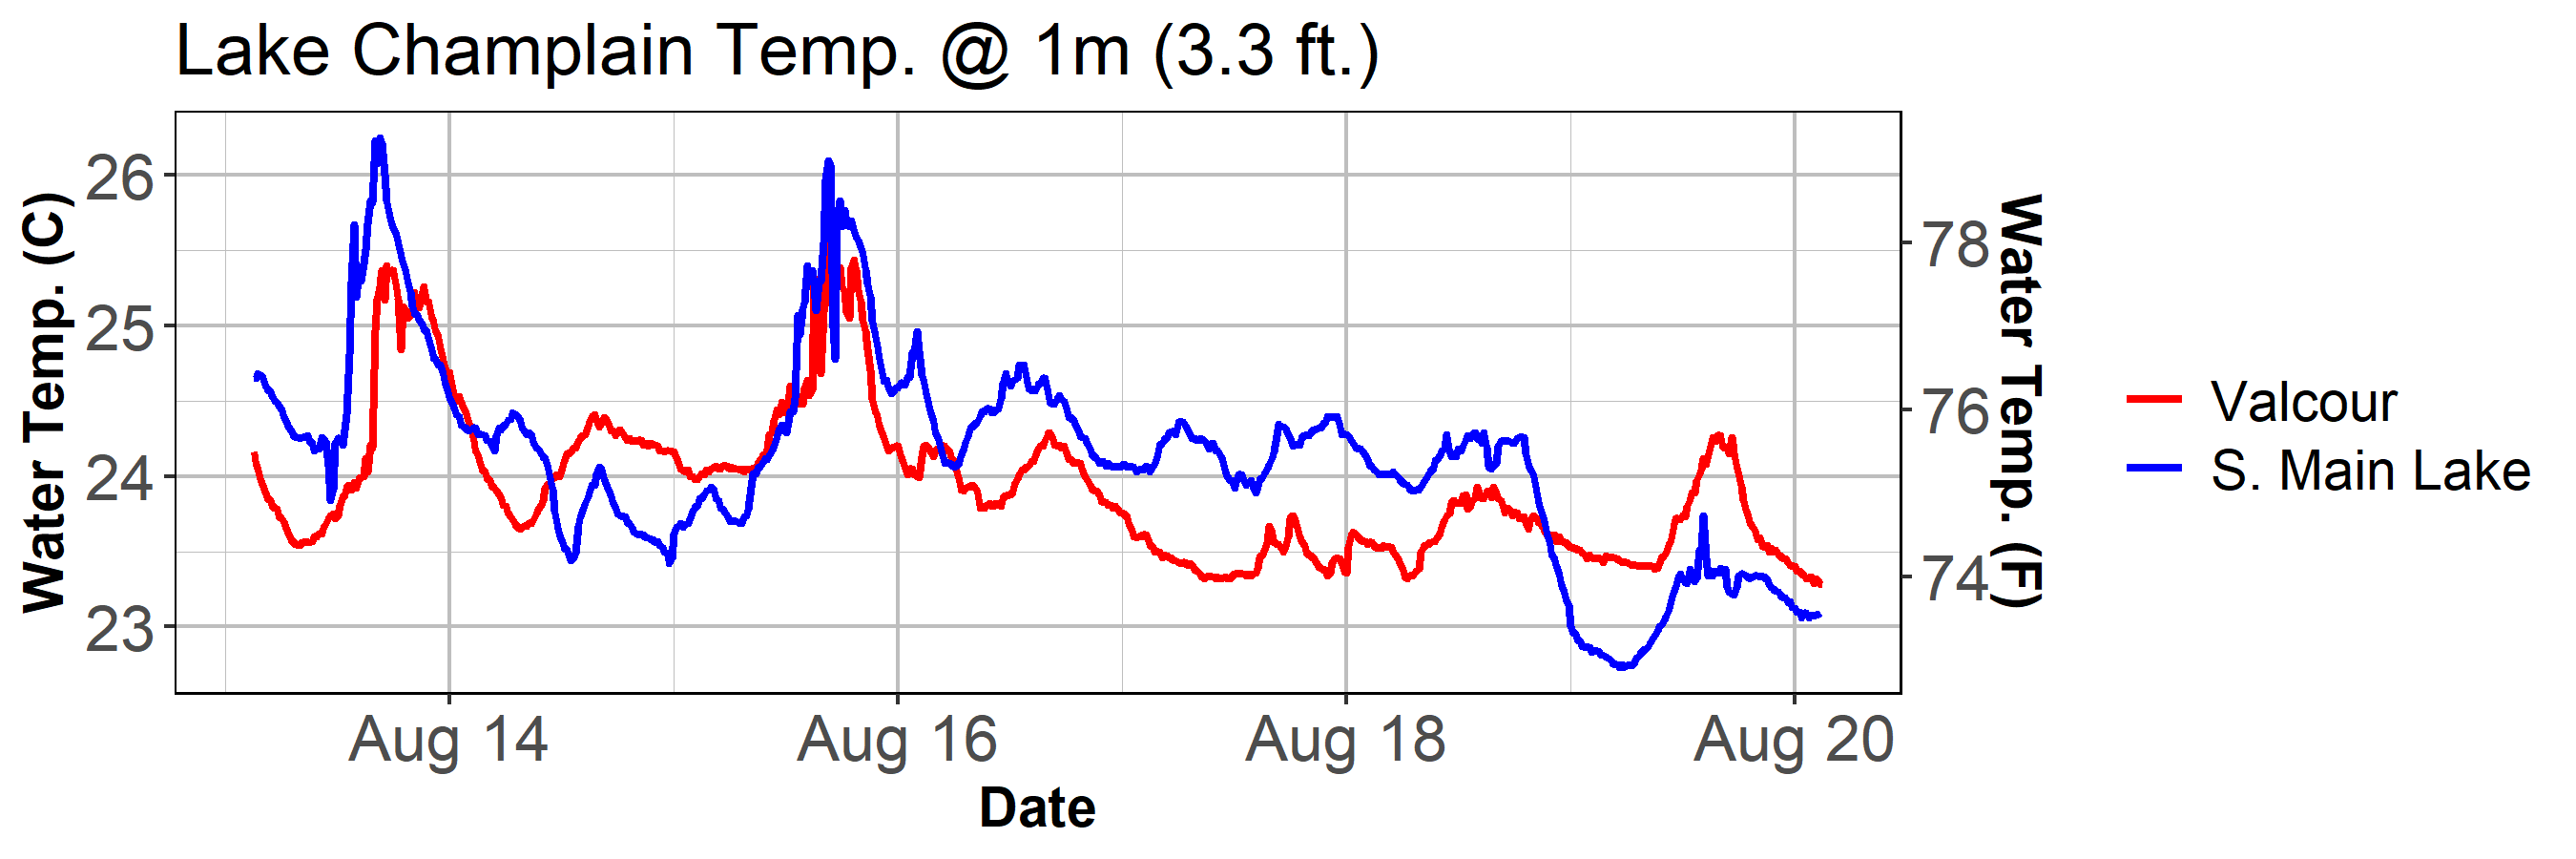 Lake Champlain Temp. @ 1m (3.3 ft.)
Water Temp. (C)
26
25
24
23
78
76
74
Water Temp. (F)
Aug 14
Aug 16
Aug 18
Aug 20
Date
Valcour
S. Main Lake